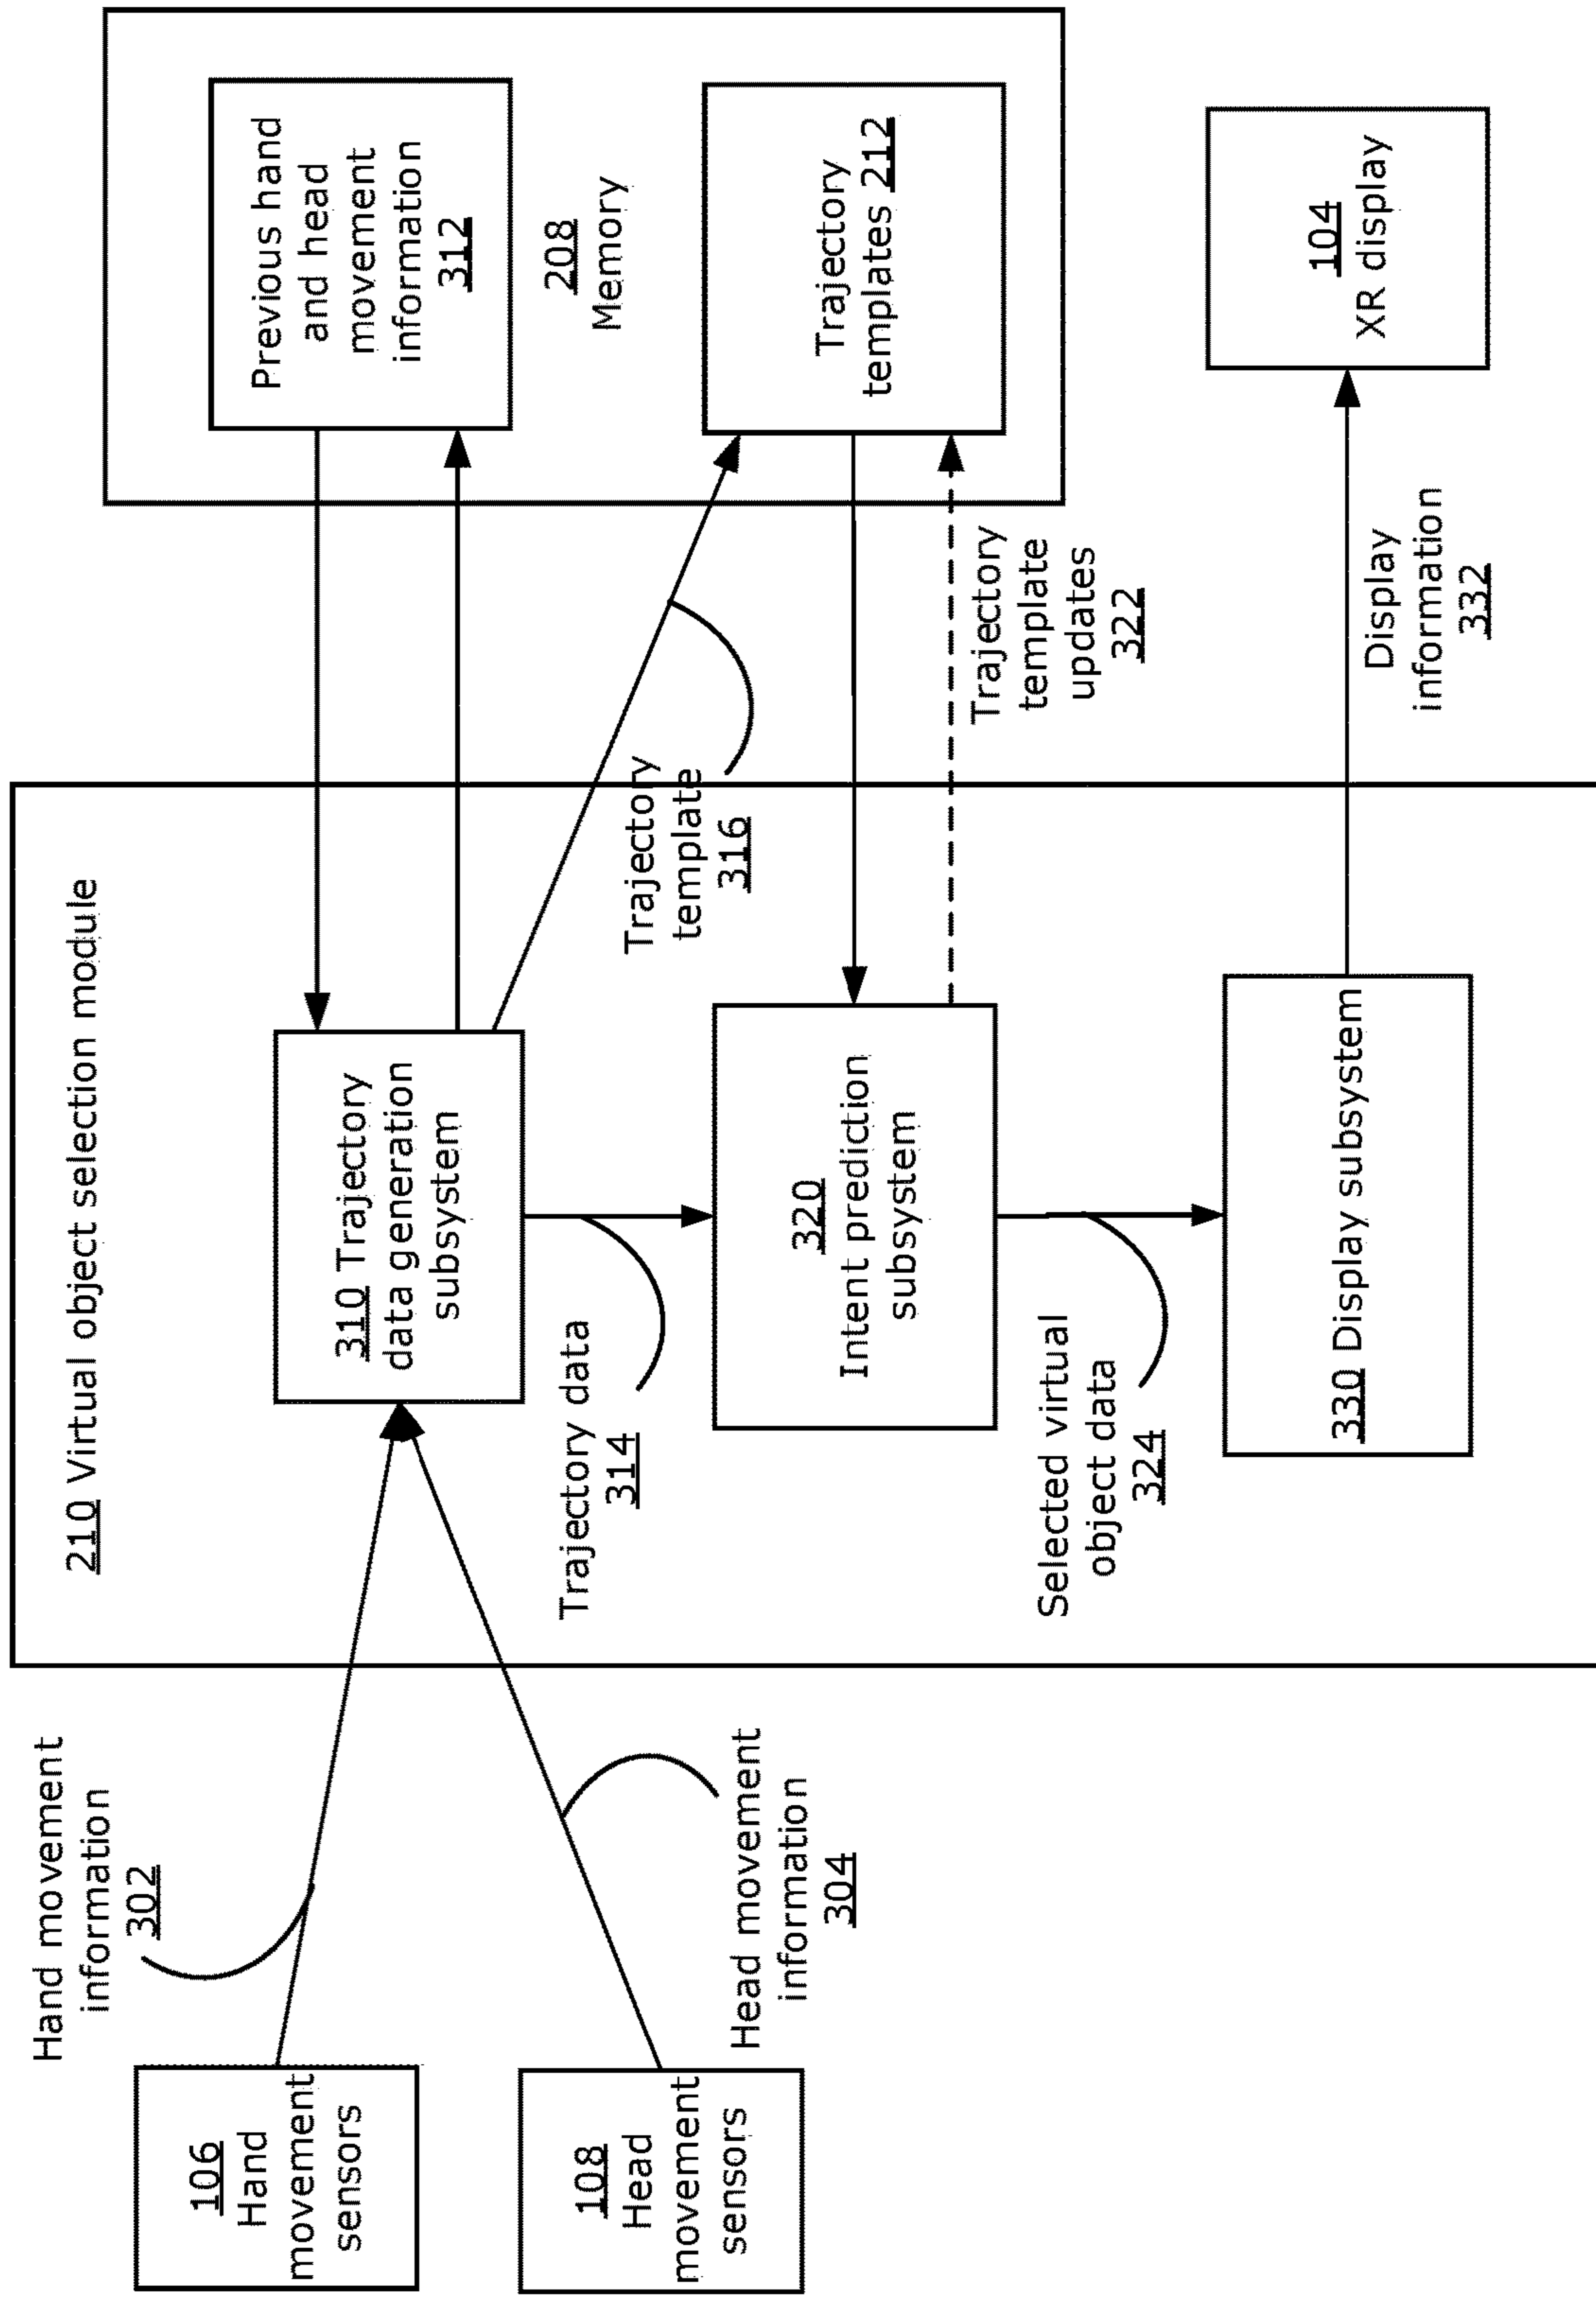 Hand movement
information
302
106
Hand
movement
sensors
108
Head
movement
sensors
Head movement
information
304
210 Virtual object selection module
310 Trajectory
data generation
subsystem
Trajectory data
314
320
Intent prediction
subsystem
Selected virtual
object data
324
330 Display subsystem
Trajectory
template
316
Trajectory
template
updates
322
Display
information
332
Previous hand
and head
movement
information
312
208
Memory
Trajectory
templates 212
104
XR display